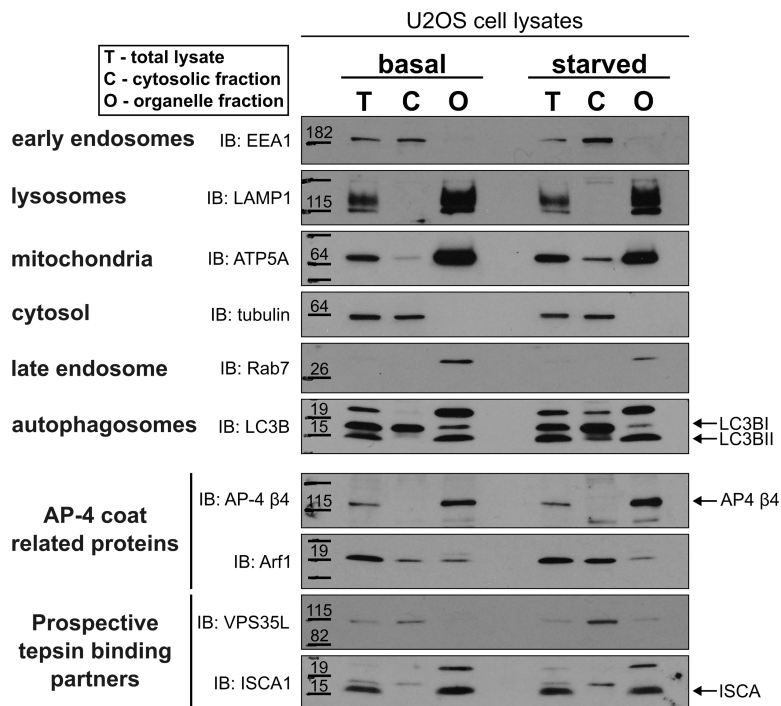 U2OS cell lysates
T - total lysate
C - cytosolic fraction
O - organelle fraction
basal starved
T C O T C O
early endosomes IB: EEA1 182
lysosomes IB: LAMP1 115
mitochondria IB: ATP5A 64
cytosol IB: tubulin 64
late endosome IB: Rab7 26
autophagosomes IB: LC3B 19 15 LC3BI LC3BII
AP-4 coat
related proteins
IB: AP-4 β4 115 AP4 β4
IB: Arf1 19
Prospective
tepsin binding
partners
IB: VPS35L 115 82
IB: ISCA1 19 15 ISCA